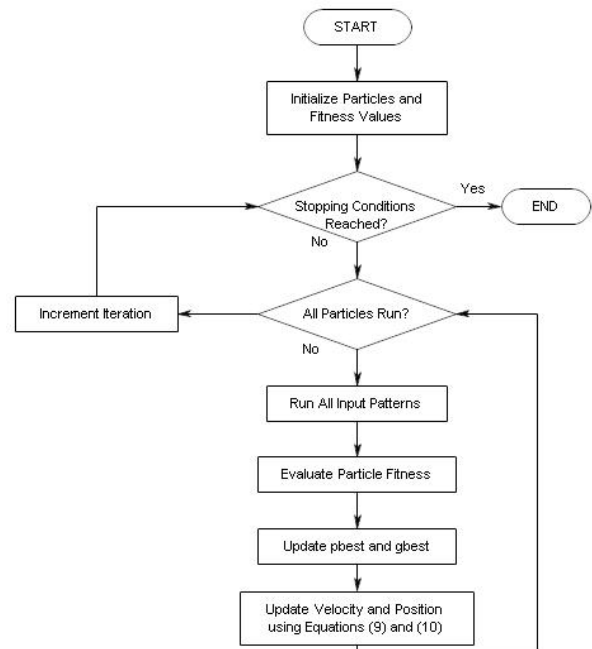 START
Initialize Particles and
Fitness Values
Stopping Conditions
Reached?
Yes
END
No
Increment Iteration
All Particles Run?
No
Run All Input Patterns
Evaluate Particle Fitness
Update pbest and gbest
Update Velocity and Position
using Equations (9) and (10)